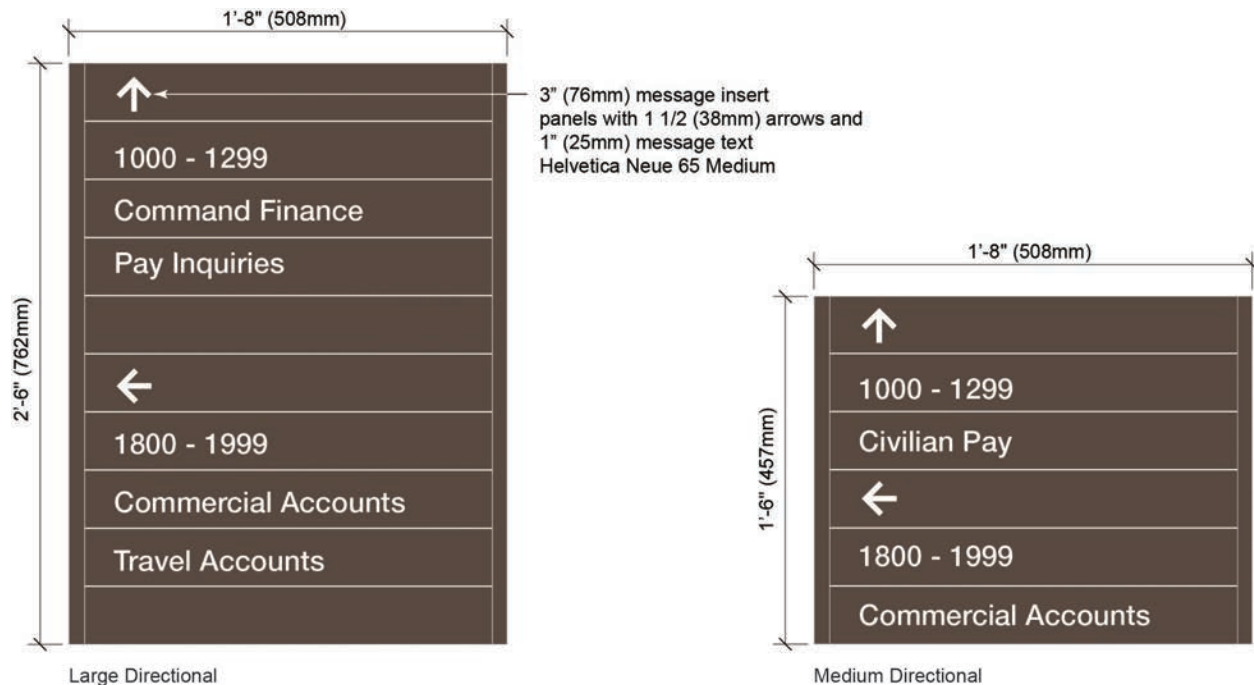 1'-8" (508mm)
2'-6" (762mm)
1000 - 1299
Command Finance
Pay Inquiries
1800 - 1999
Commercial Accounts
Travel Accounts
Large Directional
3” (76mm) message insert
panels with 1 1/2 (38mm) arrows and
1” (25mm) message text
Helvetica Neue 65 Medium
1'-8" (508mm)
1'-6" (457mm)
1000 - 1299
Civilian Pay
1800 - 1999
Commercial Accounts
Medium Directional